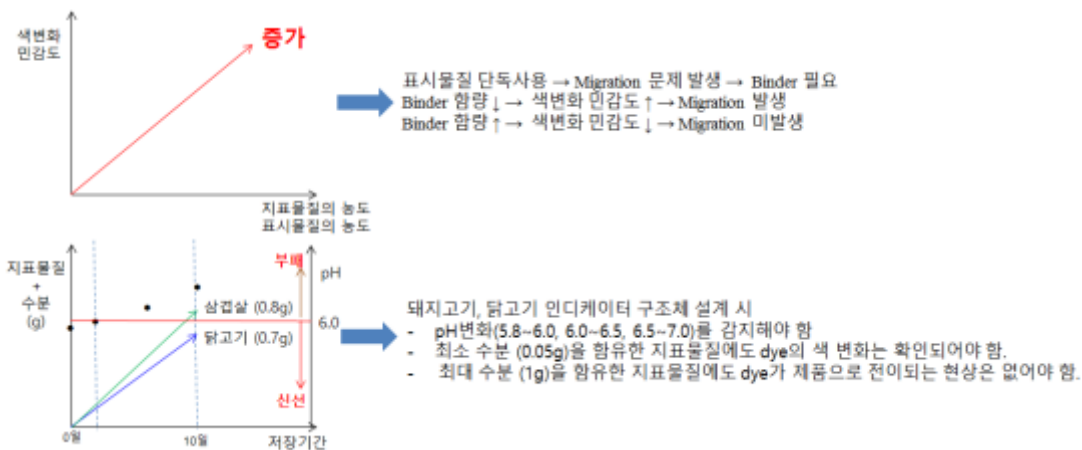 색변화
민감도
증가
지표물질의 농도
표시물질의 농도
표시물질 단독사용 → Migration 문제 발생 → Binder 필요
Binder 함량 ↓ → 색변화 민감도 ↑ → Migration 발생
Binder 함량 ↑ → 색변화 민감도 ↓ → Migration 미발생
지표물질
+
수분
(g)
부패
pH
삼겹살 (0.8g)
6.0
닭고기 (0.7g)
신선
0일
10일
저장기간
돼지고기, 닭고기 인디케이터 구조체 설계 시
- pH변화(5.8~6.0, 6.0~6.5, 6.5~7.0)를 감지해야 함
- 최소 수분 (0.05g)을 함유한 지표물질에도 dye의 색 변화는 확인되어야 함.
- 최대 수분 (1g)을 함유한 지표물질에도 dye가 제품으로 전이되는 현상은 없어야 함.